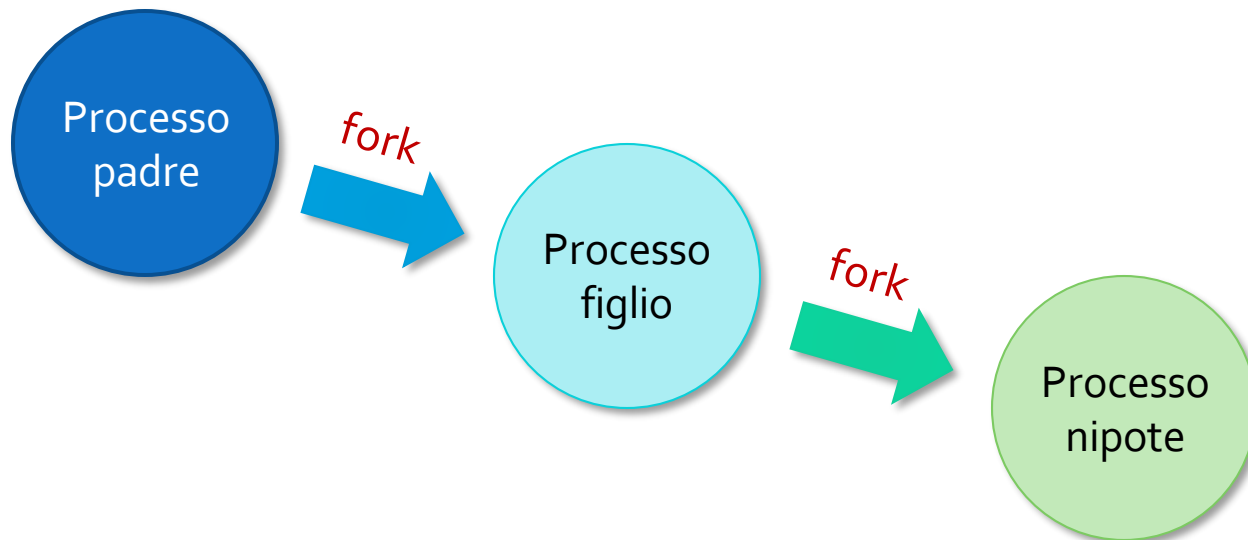 Processo
padre
fork
Processo
figlio
fork
Processo
nipote